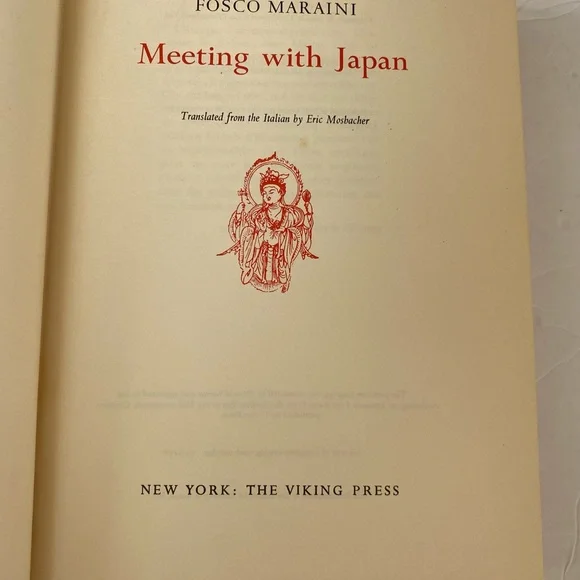 FOSCO MARAINI
Meeting with Japan
Translated from the Italian by Eric Mosbacher
NEW YORK: THE VIKING PRESS